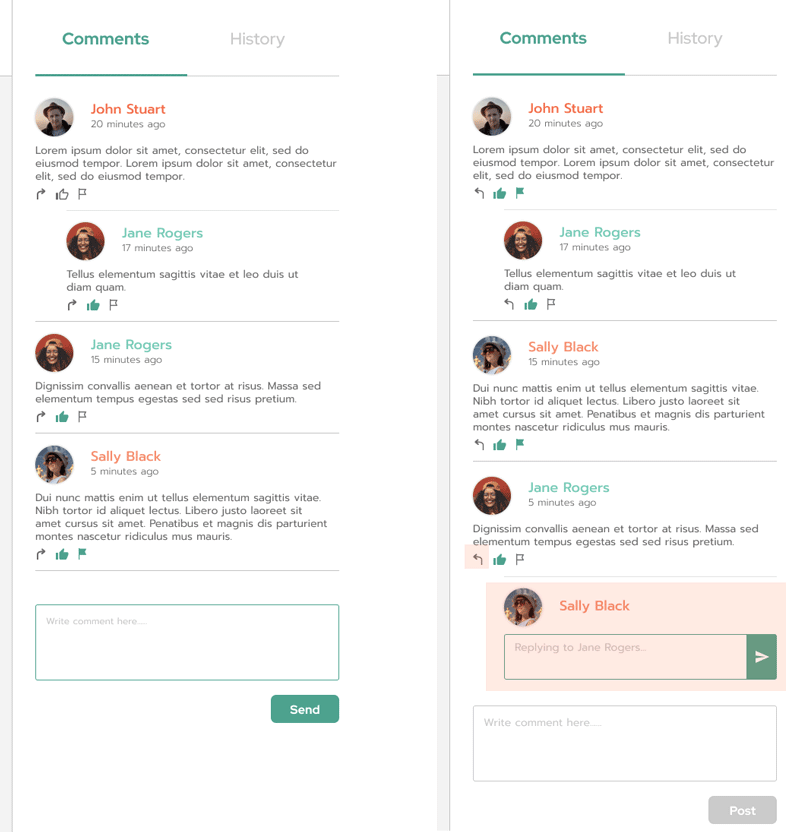 Comments
History
John Stuart
20 minutes ago
Lorem ipsum dolor sit amet, consectetur elit, sed do
eiusmod tempor. Lorem ipsum dolor sit amet, consectetur
elit, sed do eiusmod tempor.
Jane Rogers
17 minutes ago
Tellus elementum sagittis vitae et leo duis ut
diam quam.
Jane Rogers
15 minutes ago
Dignissim convallis aenean et tortor at risus. Massa sed
elementum tempus egestas sed sed risus pretium.
Sally Black
5 minutes ago
Dui nunc mattis enim ut tellus elementum sagittis vitae.
Nibh tortor id aliquet lectus. Libero justo laoreet sit
amet cursus sit amet. Penatibus et magnis dis parturient
montes nascetur ridiculus mus mauris.
Write comment here.....
Send
Comments
History
John Stuart
20 minutes ago
Lorem ipsum dolor sit amet, consectetur elit, sed do
eiusmod tempor. Lorem ipsum dolor sit amet, consectetur
elit, sed do eiusmod tempor.
Jane Rogers
17 minutes ago
Tellus elementum sagittis vitae et leo duis ut
diam quam.
Sally Black
15 minutes ago
Dui nunc mattis enim ut tellus elementum sagittis vitae.
Nibh tortor id aliquet lectus. Libero justo laoreet sit
amet cursus sit amet. Penatibus et magnis dis parturient
montes nascetur ridiculus mus mauris.
Jane Rogers
5 minutes ago
Dignissim convallis aenean et tortor at risus. Massa sed
elementum tempus egestas sed sed risus pretium.
Sally Black
Replying to Jane Rogers...
Write comment here.....
Post